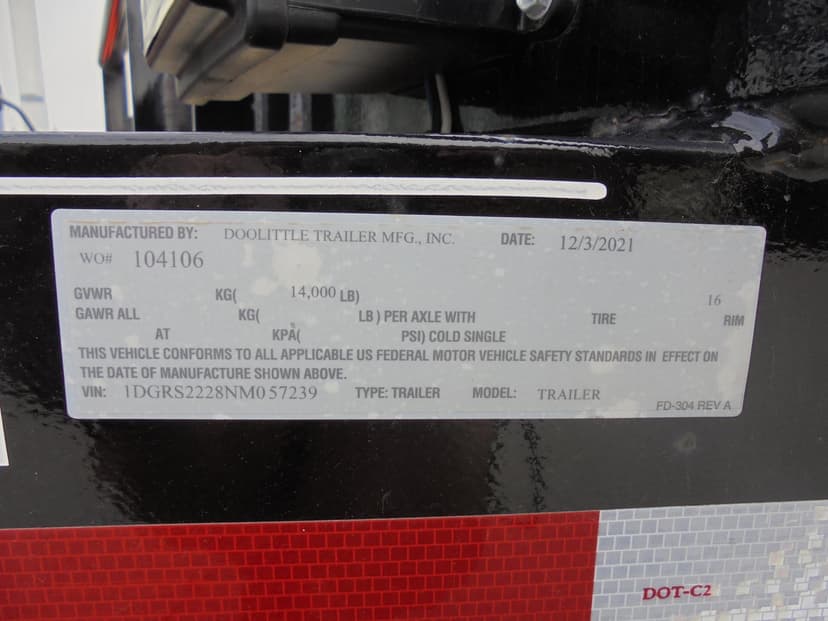 MANUFACTURED BY: DOOLITTLE TRAILER MFG., INC. DATE: 12/3/2021
WO# 104106
GVWR KG( 14,000 LB) 16
GAWR ALL KG( LB ) PER AXLE WITH TIRE RIM
AT KPA( PSI) COLD SINGLE
THIS VEHICLE CONFORMS TO ALL APPLICABLE US FEDERAL MOTOR VEHICLE SAFETY STANDARDS IN EFFECT ON
THE DATE OF MANUFACTURE SHOWN ABOVE.
VIN: 1DGRS2228NM057239 TYPE: TRAILER MODEL: TRAILER
FD-304 REV A
DOT-C2